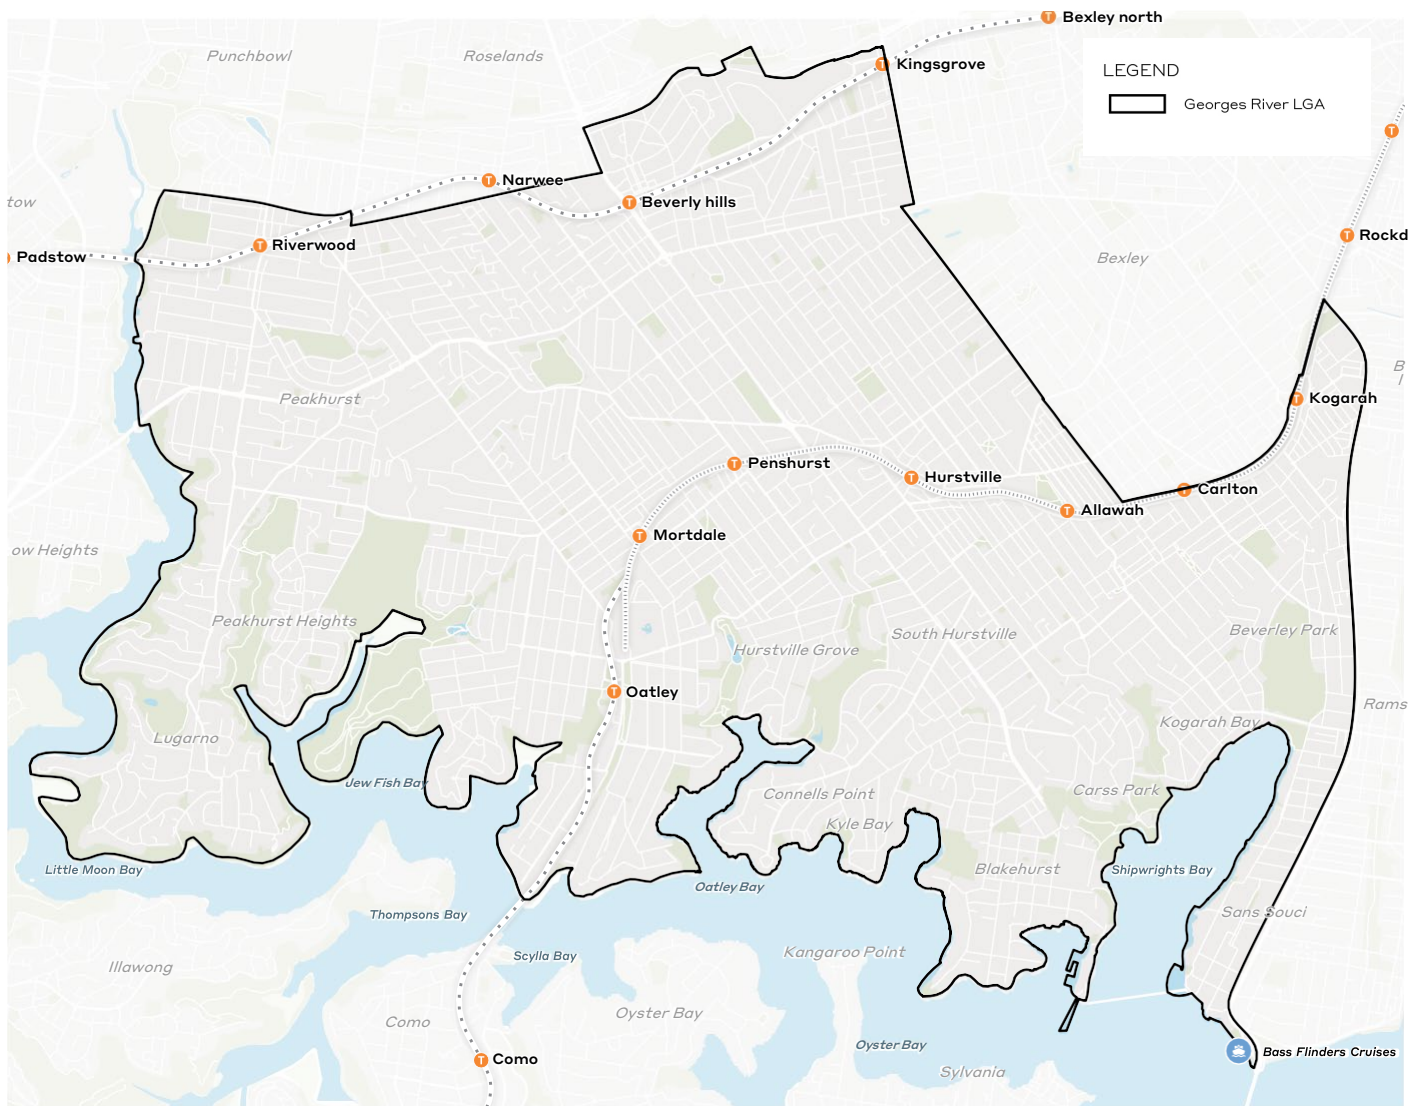 Bexley north
Punchbowl
Roselands
Kingsgrove
LEGEND
Georges River LGA
T
Narwee
tow
Beverly hills
Riverwood
Padstow
Bexley
Rockd
B
l
Peakhurst
Kogarah
Penshurst
Hurstville
Carlton
Allawah
Mortdale
ow Heights
Peakhurst Heights
South Hurstville
Beverley Park
Hurstville Grove
Oatley
Rams
Kogarah Bay
Lugarno
Jew Fish Bay
Connells Point
Carss Park
Kyle Bay
Little Moon Bay
Blakehurst
Shipwrights Bay
Oatley Bay
Thompsons Bay
Sans Souci
Scylla Bay
Kangaroo Point
Illawong
Oyster Bay
Como
Oyster Bay
Bass Flinders Cruises
Como
Sylvania